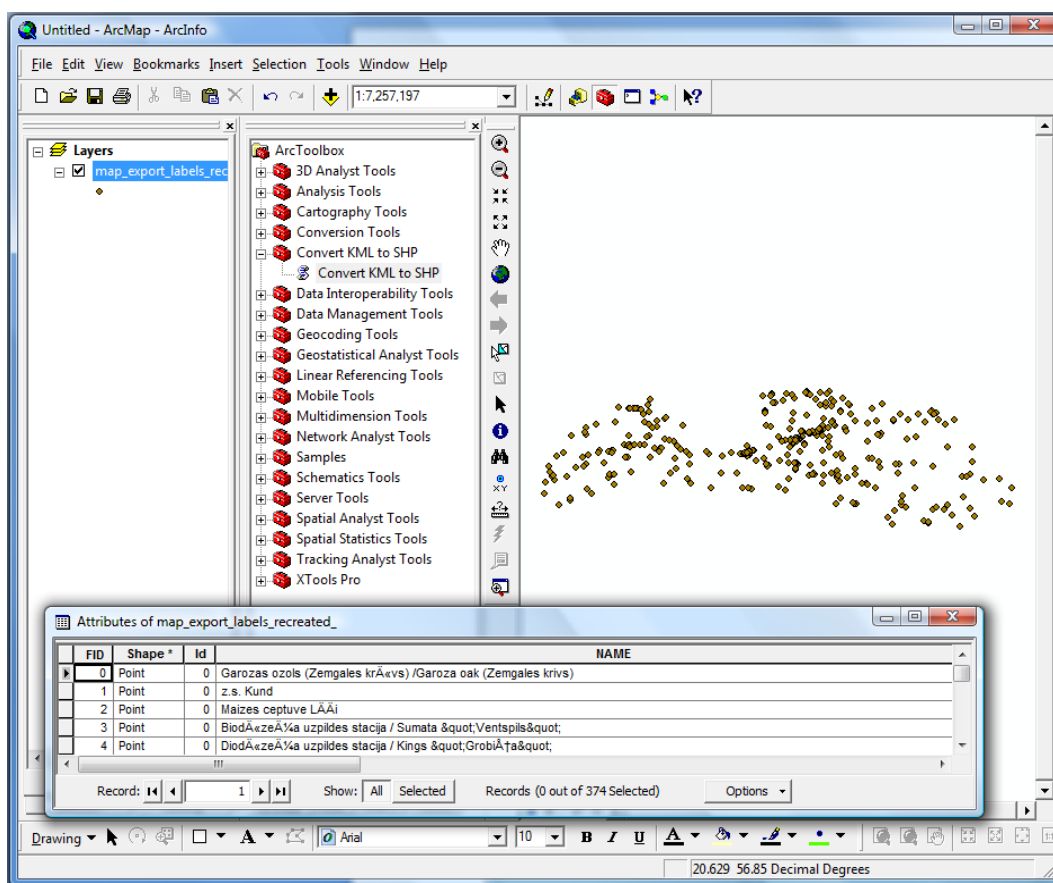 Untitled - ArcMap - ArcInfo
File Edit View Bookmarks Insert Selection Tools Window Help
1:7,257,197
Layers
map_export_labels_rec
ArcToolbox
3D Analyst Tools
Analysis Tools
Cartography Tools
Conversion Tools
Convert KML to SHP
Convert KML to SHP
Data Interoperability Tools
Data Management Tools
Geocoding Tools
Geostatistical Analyst Tools
Linear Referencing Tools
Mobile Tools
Multidimension Tools
Network Analyst Tools
Samples
Schematics Tools
Server Tools
Spatial Analyst Tools
Spatial Statistics Tools
Tracking Analyst Tools
XTools Pro
XY
Attributes of map_export_labels_recreated_
FID Shape * Id NAME
0 Point 0 Garozas ozols (Zemgales krÄ«vs) /Garoza oak (Zemgales krivs)
1 Point 0 z.s. Kund
2 Point 0 Maizes ceptuve LÄÄi
3 Point 0 BiodÄ«zeÄ¼a uzpildes stacija / Sumata &quot;Ventspils&quot;
4 Point 0 DiodÄ«zeÄ¼a uzpildes stacija / Kings &quot;GrobiÅ†a&quot;
Record: 1 Show: All Selected Records (0 out of 374 Selected) Options
Drawing A Arial 10 B I U A
20.629 56.85 Decimal Degrees